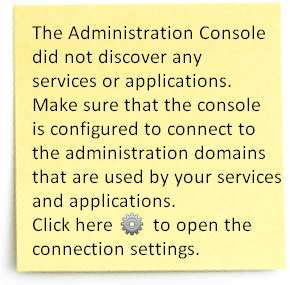 The Administration Console
did not discover any
services or applications.
Make sure that the console
is configured to connect to
the administration domains
that are used by your services
and applications.
Click here to open the
connection settings.